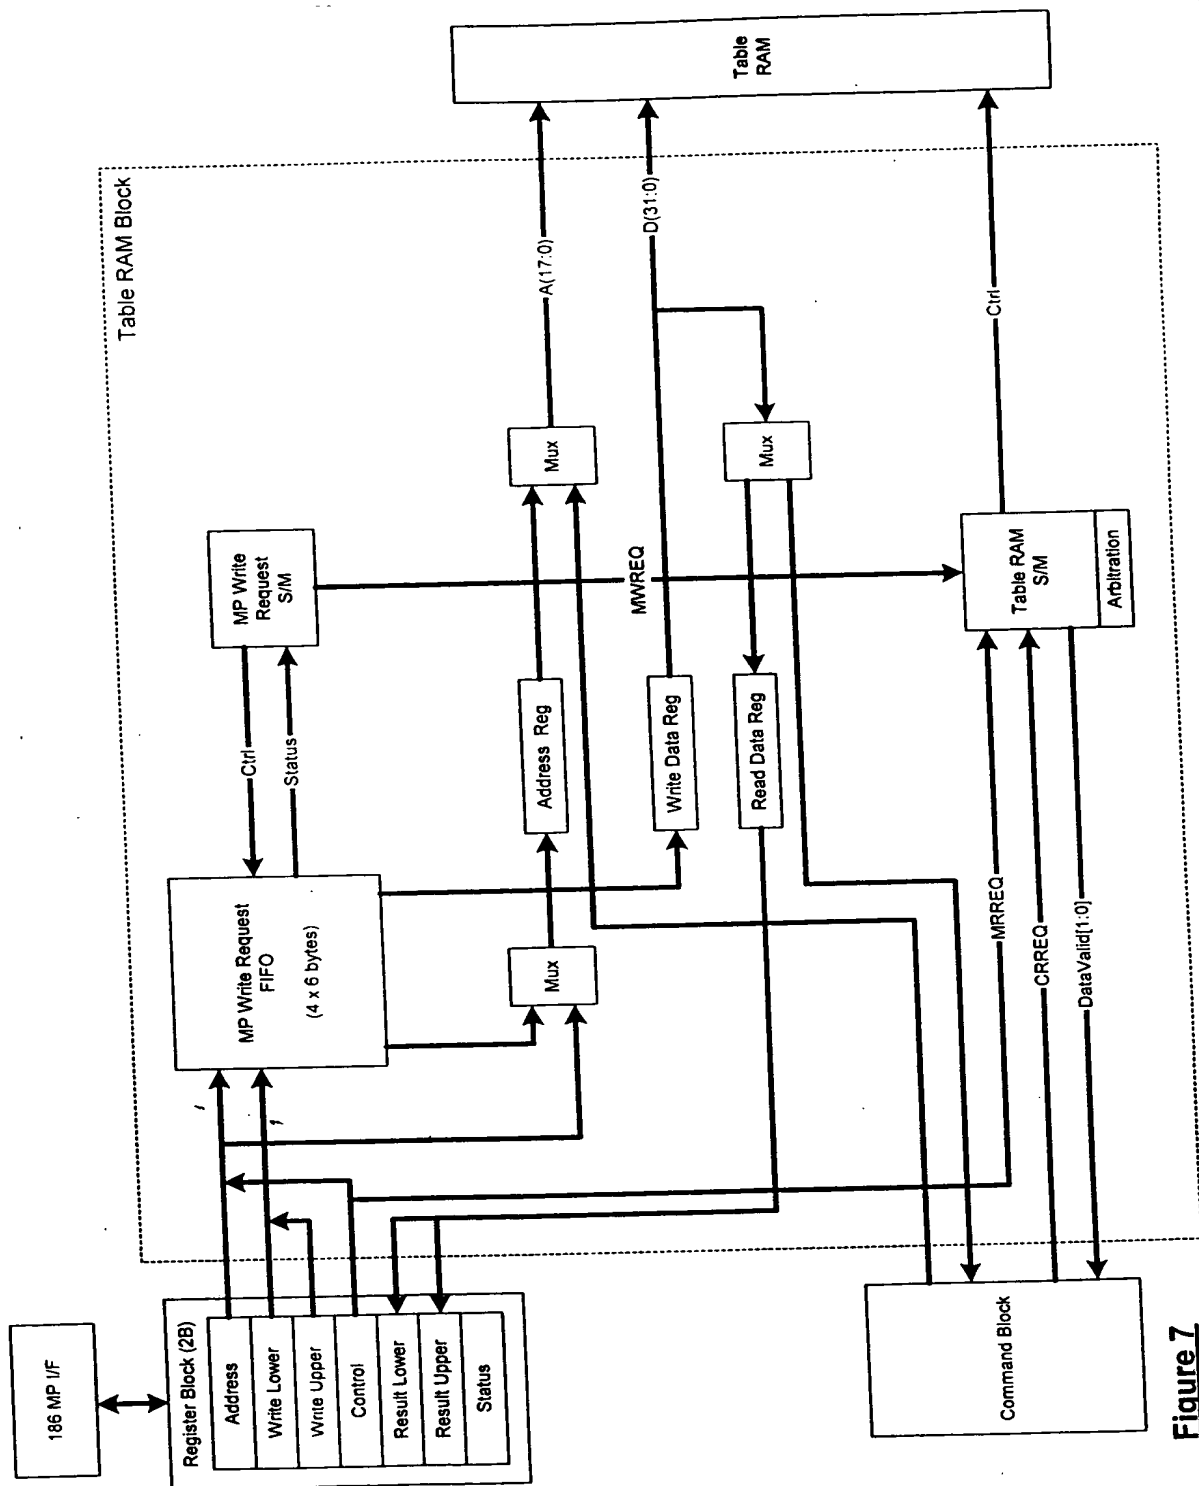 186 MP I/F
Register Block (2B)
Address
Write Lower
Write Upper
Control
Result Lower
Result Upper
Status
Command Block
Table RAM Block
MP Write Request
FIFO
(4 x 6 bytes)
Ctrl
Status
MP Write
Request
S/M
Mux
Address Reg
Mux
A(17:0)
Write Data Reg
D(31:0)
MWREQ
Read Data Reg
Mux
MRREQ
CRREQ
DataValid[1:0]
Table RAM
S/M
Arbitration
Ctrl
Table
RAM
Figure 7